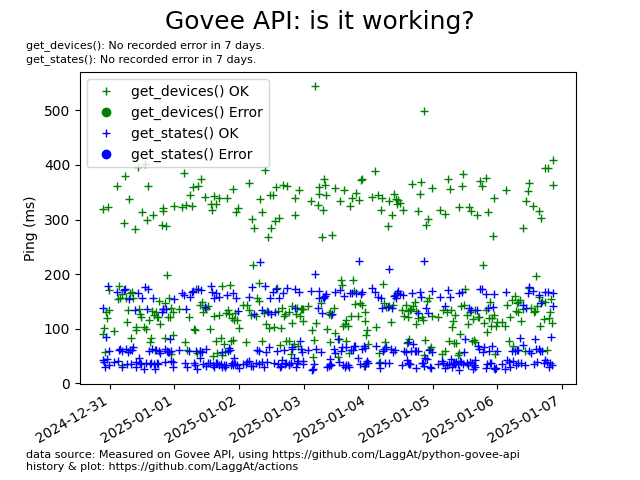 Govee API: is it working?
get_devices(): No recorded error in 7 days.
get_states(): No recorded error in 7 days.
get_devices() OK
get_devices() Error
get_states() OK
get_states() Error
Ping (ms)
500
400
300
200
100
0
2024-12-31
2025-01-01
2025-01-02
2025-01-03
2025-01-04
2025-01-05
2025-01-06
2025-01-07
data source: Measured on Govee API, using https://github.com/LaggAt/python-govee-api
history & plot: https://github.com/LaggAt/actions